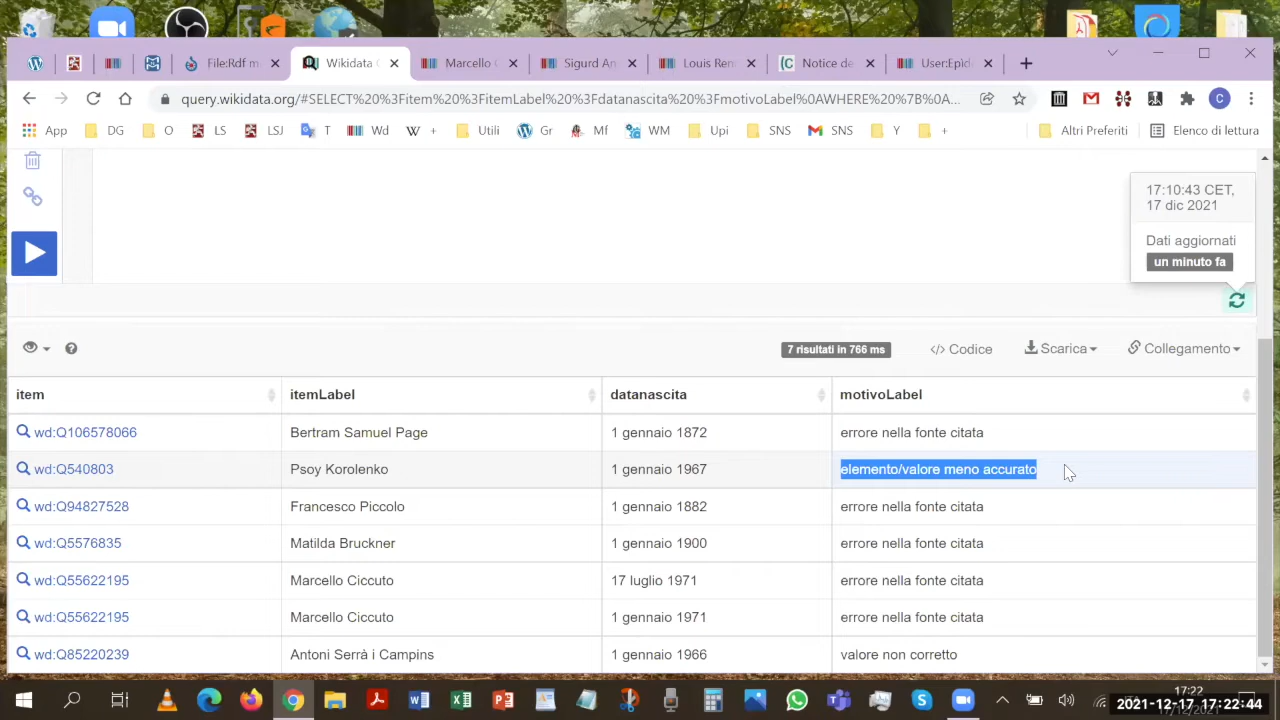 File:Rdf m
Wikidata
Marcello
Sigurd An
Louis Ren
Notice de
User:Epìd
query.wikidata.org/#SELECT%20%3Fitem%20%3FitemLabel%20%3Fdatanascita%20%3FmotivoLabel%0AWHERE%20%7B%0A...
C
App
DG
O
LS
LSJ
T
Wd
W
+
Utili
Gr
Mf
WM
Upi
SNS
SNS
Y
+
Altri Preferiti
Elenco di lettura
17:10:43 CET,
17 dic 2021
Dati aggiornati
un minuto fa
7 risultati in 766 ms
</> Codice
Scarica
Collegamento
item itemLabel datanascita motivoLabel
wd:Q106578066 Bertram Samuel Page 1 gennaio 1872 errore nella fonte citata
wd:Q540803 Psoy Korolenko 1 gennaio 1967 elemento/valore meno accurato
wd:Q94827528 Francesco Piccolo 1 gennaio 1882 errore nella fonte citata
wd:Q5576835 Matilda Bruckner 1 gennaio 1900 errore nella fonte citata
wd:Q55622195 Marcello Ciccuto 17 luglio 1971 errore nella fonte citata
wd:Q55622195 Marcello Ciccuto 1 gennaio 1971 errore nella fonte citata
wd:Q85220239 Antoni Serrà i Campins 1 gennaio 1966 valore non corretto
17:22
2021-12-17 17:22:44